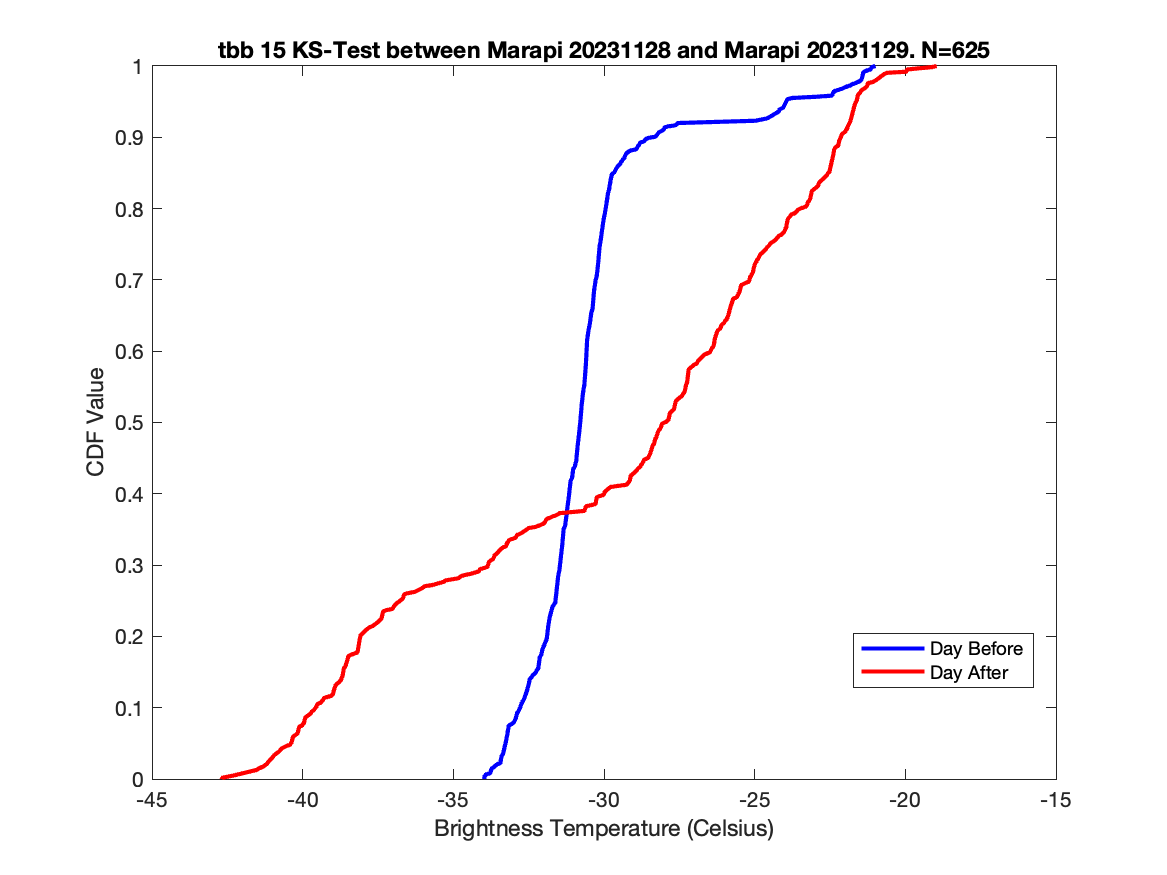 tbb 15 KS-Test between Marapi 20231128 and Marapi 20231129. N=625
1
0.9
0.8
0.7
0.6
0.5
0.4
0.3
0.2
0.1
0
CDF Value
Day Before
Day After
-45 -40 -35 -30 -25 -20 -15
Brightness Temperature (Celsius)